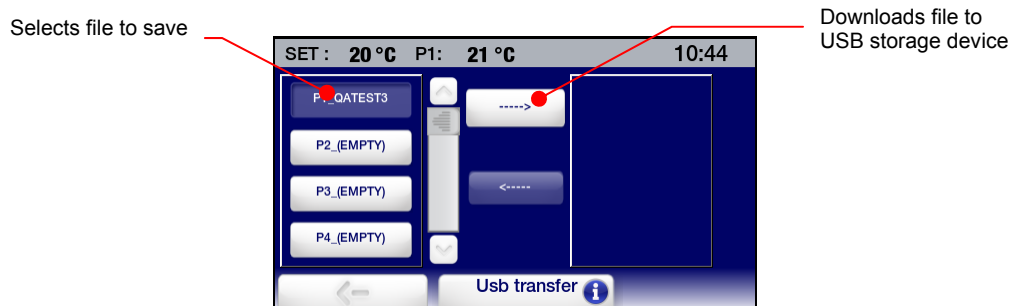 Selects file to save
Downloads file to
USB storage device
SET : 20 °C P1: 21 °C 10:44
P1_QATEST3
----->
P2_(EMPTY)
P3_(EMPTY)
<-----
P4_(EMPTY)
Usb transfer